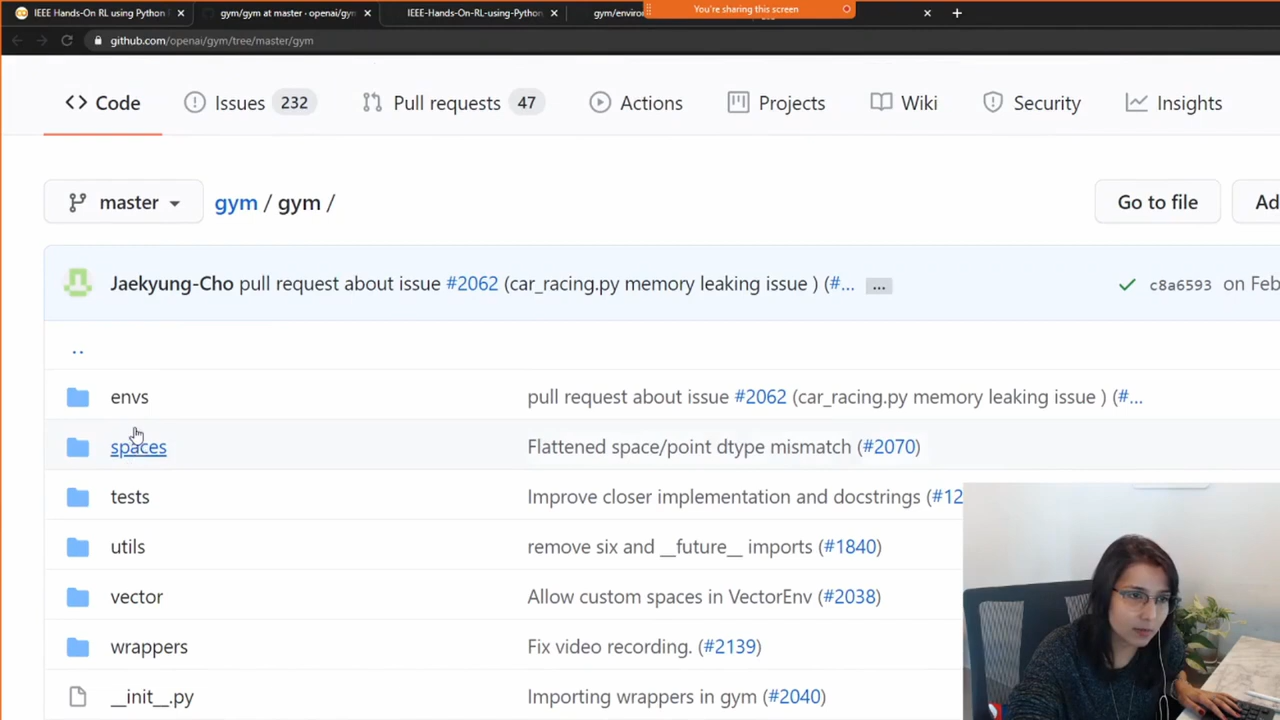 IEEE Hands-On RL using Python
gym/gym at master · openai/gy
IEEE-Hands-On-RL-using-Python-
gym/enviro
You're sharing this screen
github.com/openai/gym/tree/master/gym
Code
Issues 232
Pull requests 47
Actions
Projects
Wiki
Security
Insights
master
gym / gym /
Go to file
Ad
Jaekyung-Cho pull request about issue #2062 (car_racing.py memory leaking issue ) (#... ...
c8a6593 on Feb
..
envs
pull request about issue #2062 (car_racing.py memory leaking issue ) (#...
spaces
Flattened space/point dtype mismatch (#2070)
tests
Improve closer implementation and docstrings (#12
utils
remove six and __future__ imports (#1840)
vector
Allow custom spaces in VectorEnv (#2038)
wrappers
Fix video recording. (#2139)
__init__.py
Importing wrappers in gym (#2040)